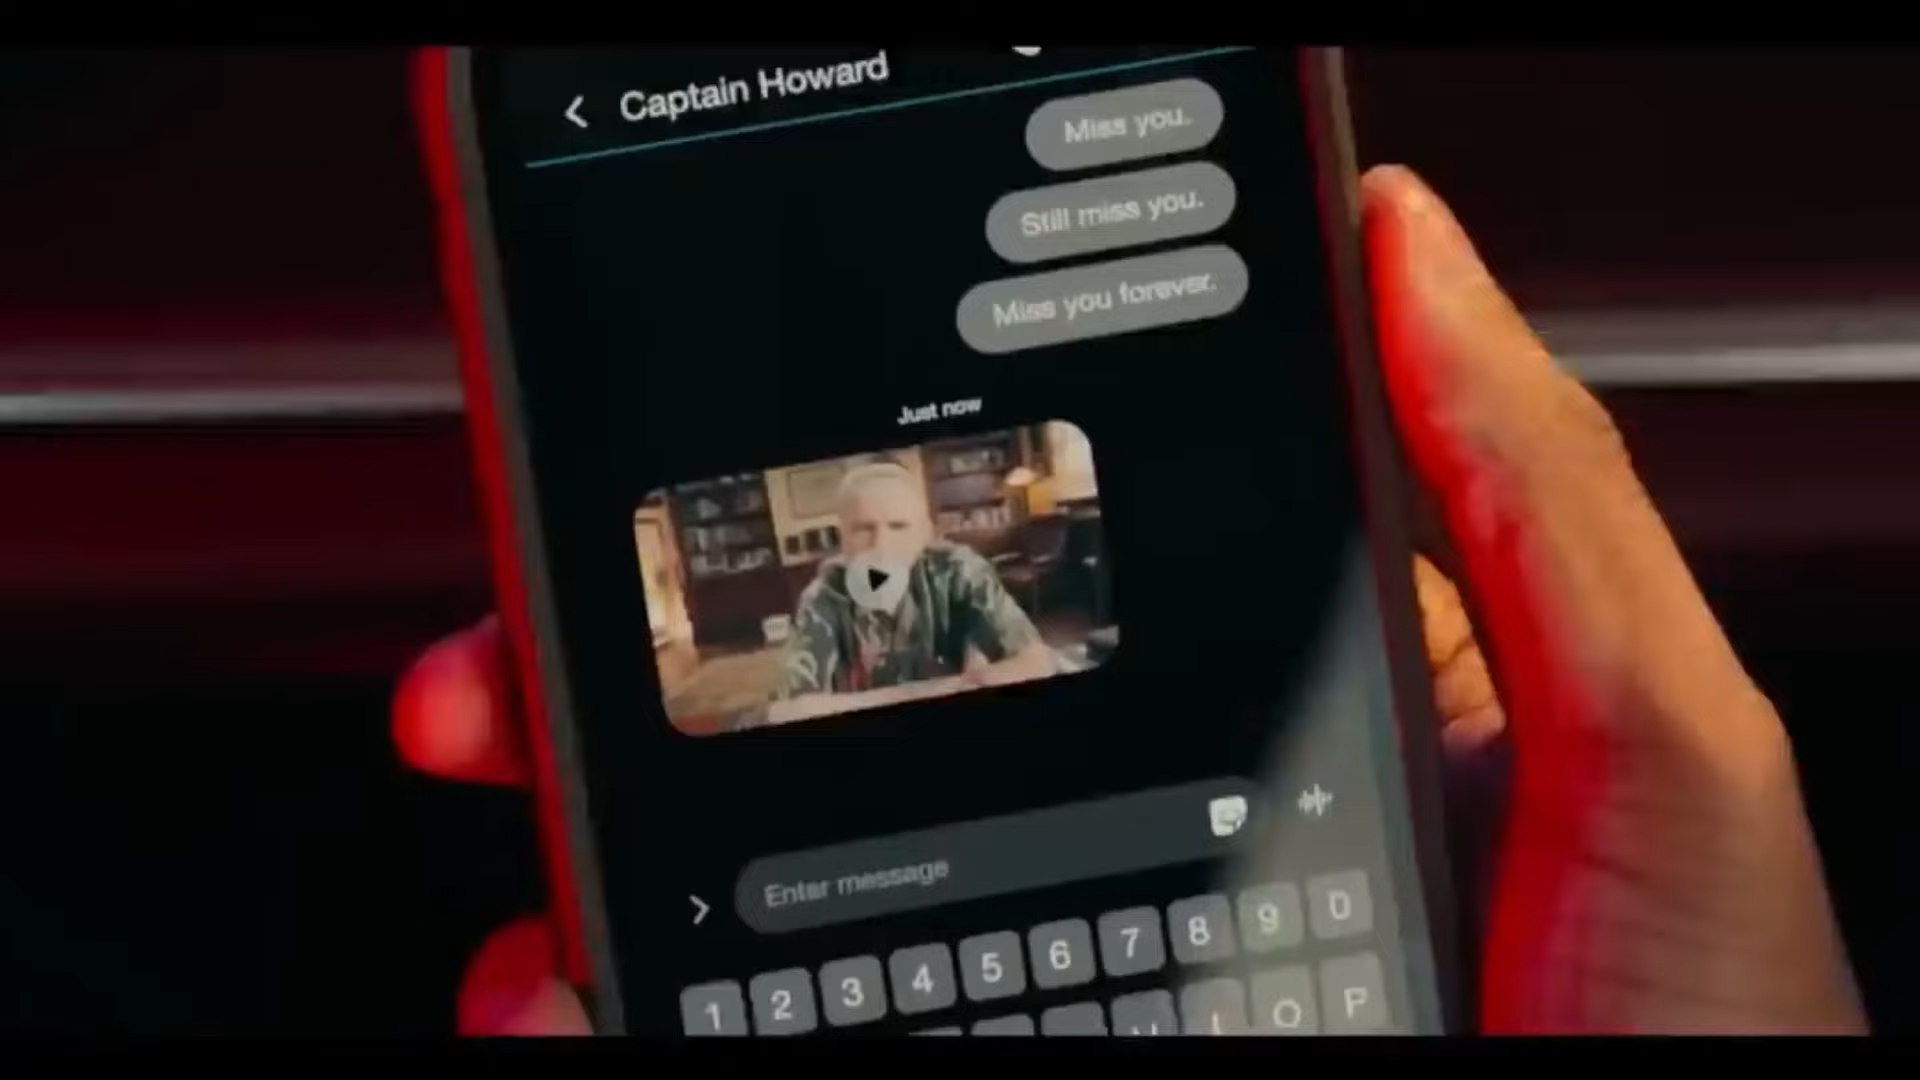 Captain Howard
Miss you.
Still miss you.
Miss you forever.
Just now
Enter message
1 2 3 4 5 6 7 8 9 0
O P